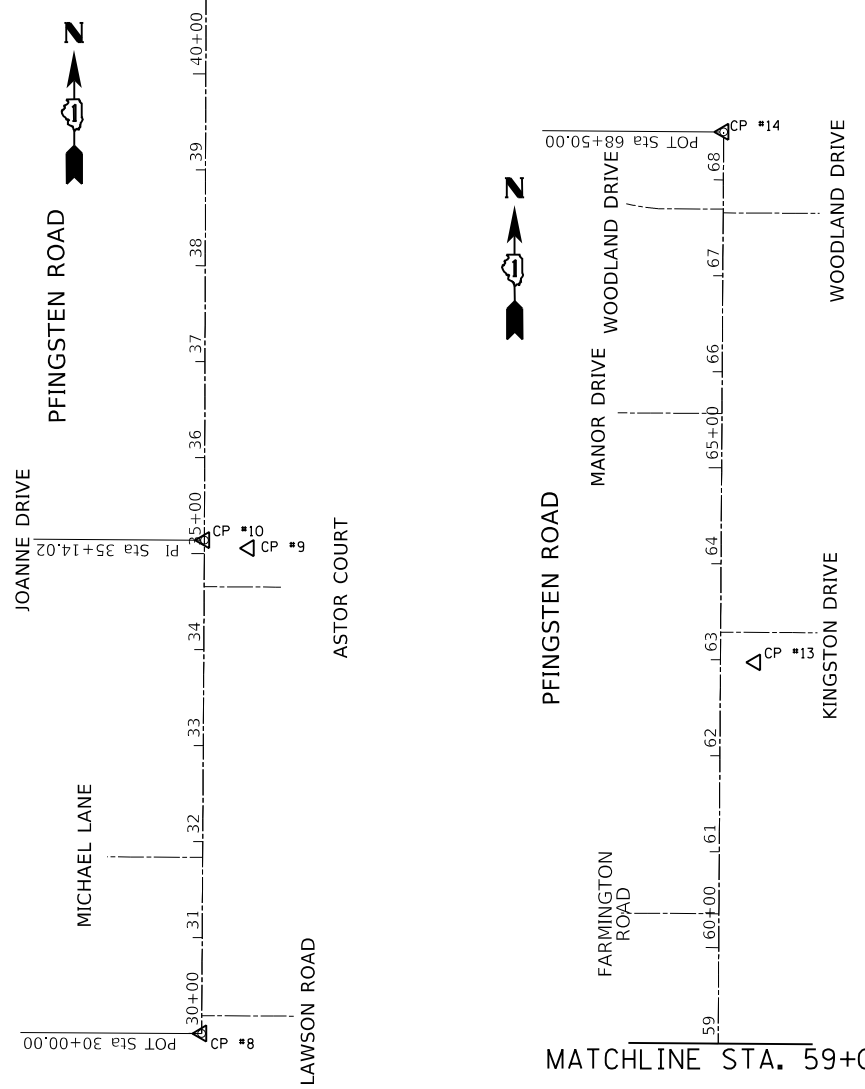 N
1
PFINGSTEN ROAD
40+00
39
38
37
36
35+00
JOANNE DRIVE
PI Sta 35+14.02
CP #10
CP #9
ASTOR COURT
34
33
32
MICHAEL LANE
31
30+00
LAWSON ROAD
POT Sta 30+00.00
CP #8
N
1
PFINGSTEN ROAD
POT Sta 68+50.00
CP #14
68
WOODLAND DRIVE
WOODLAND DRIVE
67
66
MANOR DRIVE
65+00
64
63
KINGSTON DRIVE
CP #13
62
61
FARMINGTON
ROAD
60+00
59
MATCHLINE STA. 59+0